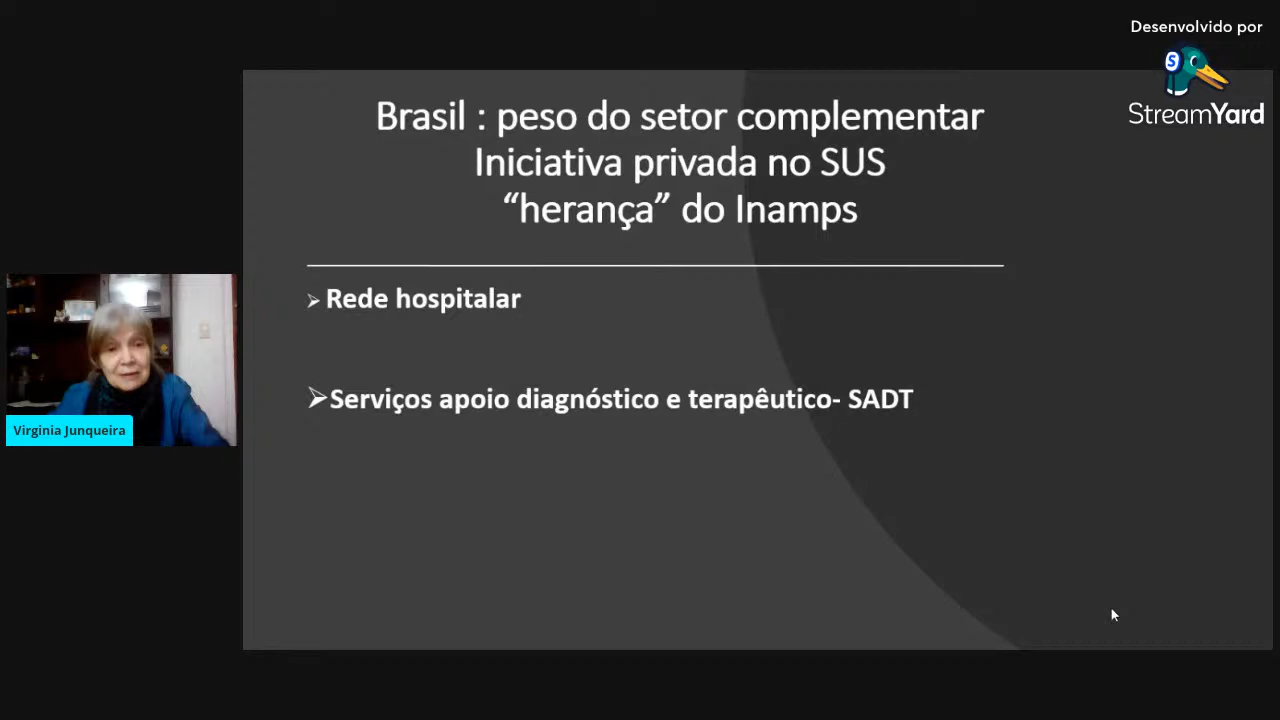 Desenvolvido por
StreamYard
Brasil : peso do setor complementar
Iniciativa privada no SUS
“herança” do Inamps
➢ Rede hospitalar
➢Serviços apoio diagnóstico e terapêutico- SADT
Virginia Junqueira